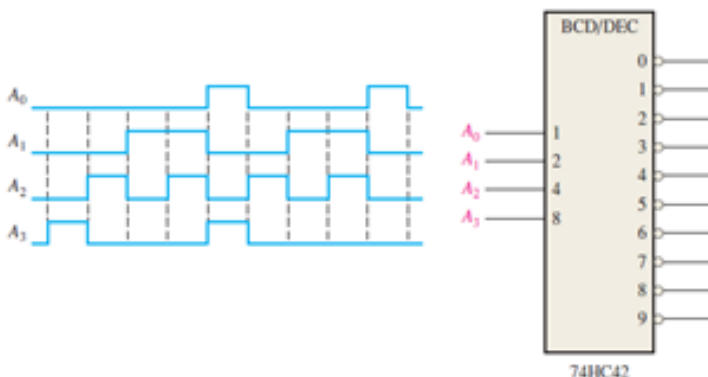 A₀
A₁
A₂
A₃
BCD/DEC
A₀ 1
A₁ 2
A₂ 4
A₃ 8
0
1
2
3
4
5
6
7
8
9
74HC42